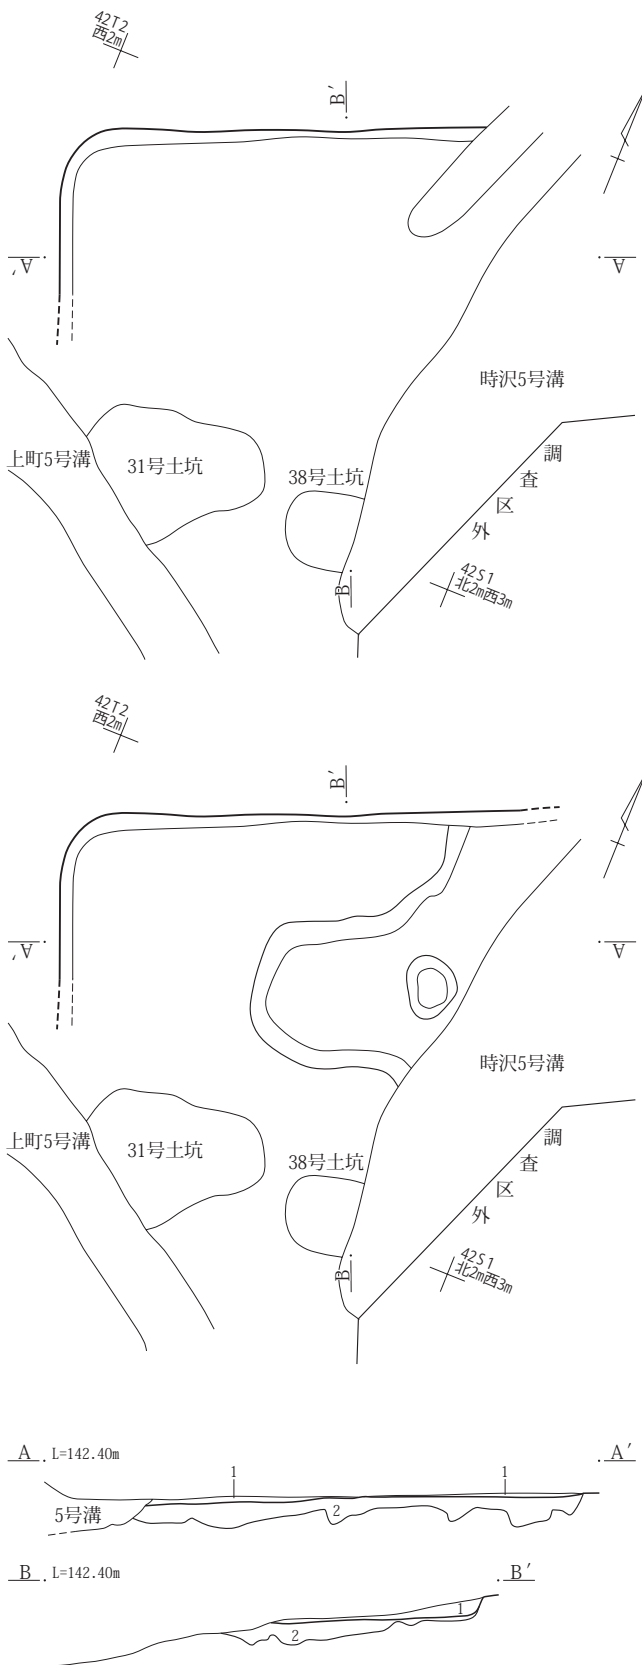 42T2
西2m
B′
A′
A
時沢5号溝
上町5号溝
31号土坑
38号土坑
調査区外
B
42S1
北2m西3m
42T2
西2m
B′
A′
A
時沢5号溝
上町5号溝
31号土坑
38号土坑
調査区外
B
42S1
北2m西3m
A L=142.40m A′
1 1
5号溝 2
B L=142.40m B′
1
2